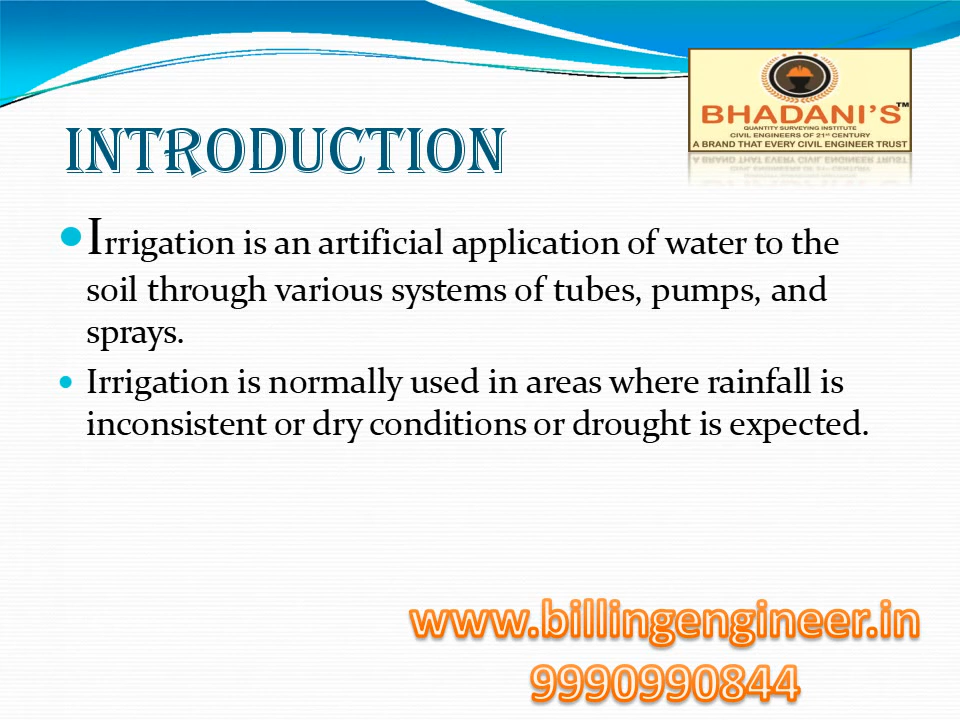 BHADANI'S™
QUANTITY SURVEYING INSTITUTE
CIVIL ENGINEERS OF 21ST CENTURY
A BRAND THAT EVERY CIVIL ENGINEER TRUST
INTRODUCTION
Irrigation is an artificial application of water to the
soil through various systems of tubes, pumps, and
sprays.
Irrigation is normally used in areas where rainfall is
inconsistent or dry conditions or drought is expected.
www.billingengineer.in
9990990844